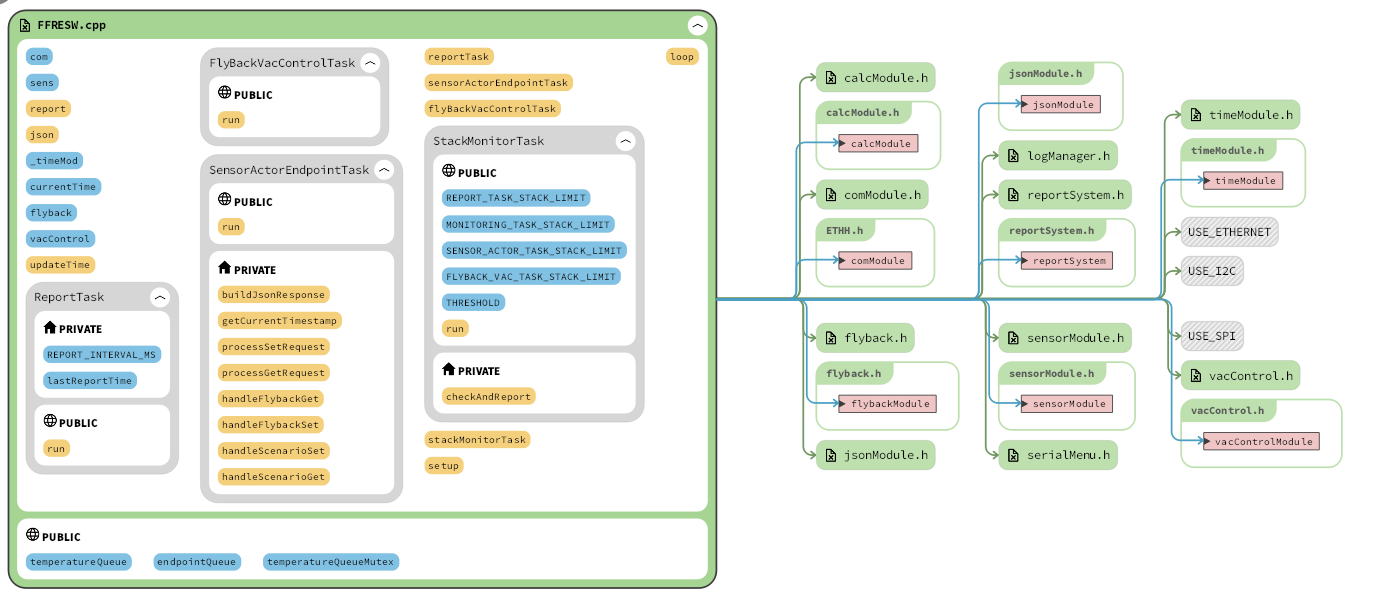 FFRESW.cpp
com
sens
report
json
_timeMod
currentTime
flyback
vacControl
updateTime
ReportTask
PRIVATE
REPORT_INTERVAL_MS
lastReportTime
PUBLIC
run
FlyBackVacControlTask
PUBLIC
run
SensorActorEndpointTask
PUBLIC
run
PRIVATE
buildJsonResponse
getCurrentTimestamp
processSetRequest
processGetRequest
handleFlybackGet
handleFlybackSet
handleScenarioSet
handleScenarioGet
reportTask
sensorActorEndpointTask
flyBackVacControlTask
StackMonitorTask
PUBLIC
REPORT_TASK_STACK_LIMIT
MONITORING_TASK_STACK_LIMIT
SENSOR_ACTOR_TASK_STACK_LIMIT
FLYBACK_VAC_TASK_STACK_LIMIT
THRESHOLD
run
PRIVATE
checkAndReport
stackMonitorTask
setup
loop
PUBLIC
temperatureQueue
endpointQueue
temperatureQueueMutex
calcModule.h
calcModule.h
calcModule
comModule.h
ETHH.h
comModule
flyback.h
flyback.h
flybackModule
jsonModule.h
jsonModule.h
jsonModule
logManager.h
reportSystem.h
reportSystem.h
reportSystem
sensorModule.h
sensorModule.h
sensorModule
serialMenu.h
timeModule.h
timeModule.h
timeModule
USE_ETHERNET
USE_I2C
USE_SPI
vacControl.h
vacControl.h
vacControlModule